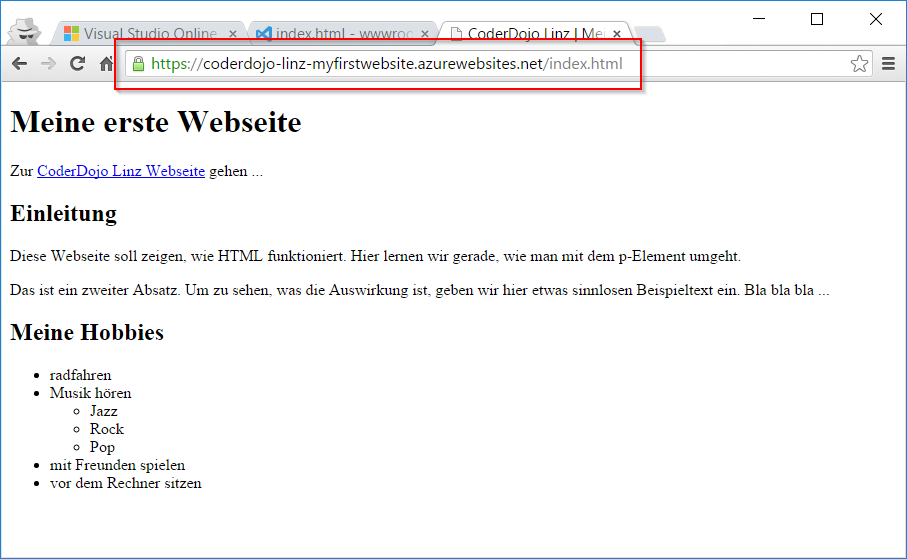 Visual Studio Online
index.html - wwwroo
CoderDojo Linz | Me
https://coderdojo-linz-myfirstwebsite.azurewebsites.net/index.html
Meine erste Webseite
Zur CoderDojo Linz Webseite gehen ...
Einleitung
Diese Webseite soll zeigen, wie HTML funktioniert. Hier lernen wir gerade, wie man mit dem p-Element umgeht.
Das ist ein zweiter Absatz. Um zu sehen, was die Auswirkung ist, geben wir hier etwas sinnlosen Beispieltext ein. Bla bla bla ...
Meine Hobbies
radfahren
Musik hören
Jazz
Rock
Pop
mit Freunden spielen
vor dem Rechner sitzen